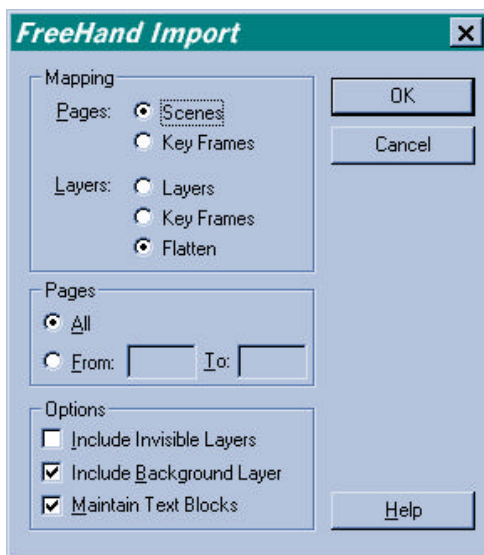 FreeHand Import
Mapping
Pages: Scenes
Key Frames
Layers: Layers
Key Frames
Flatten
OK
Cancel
Pages
All
From: To:
Options
Include Invisible Layers
Include Background Layer
Maintain Text Blocks
Help